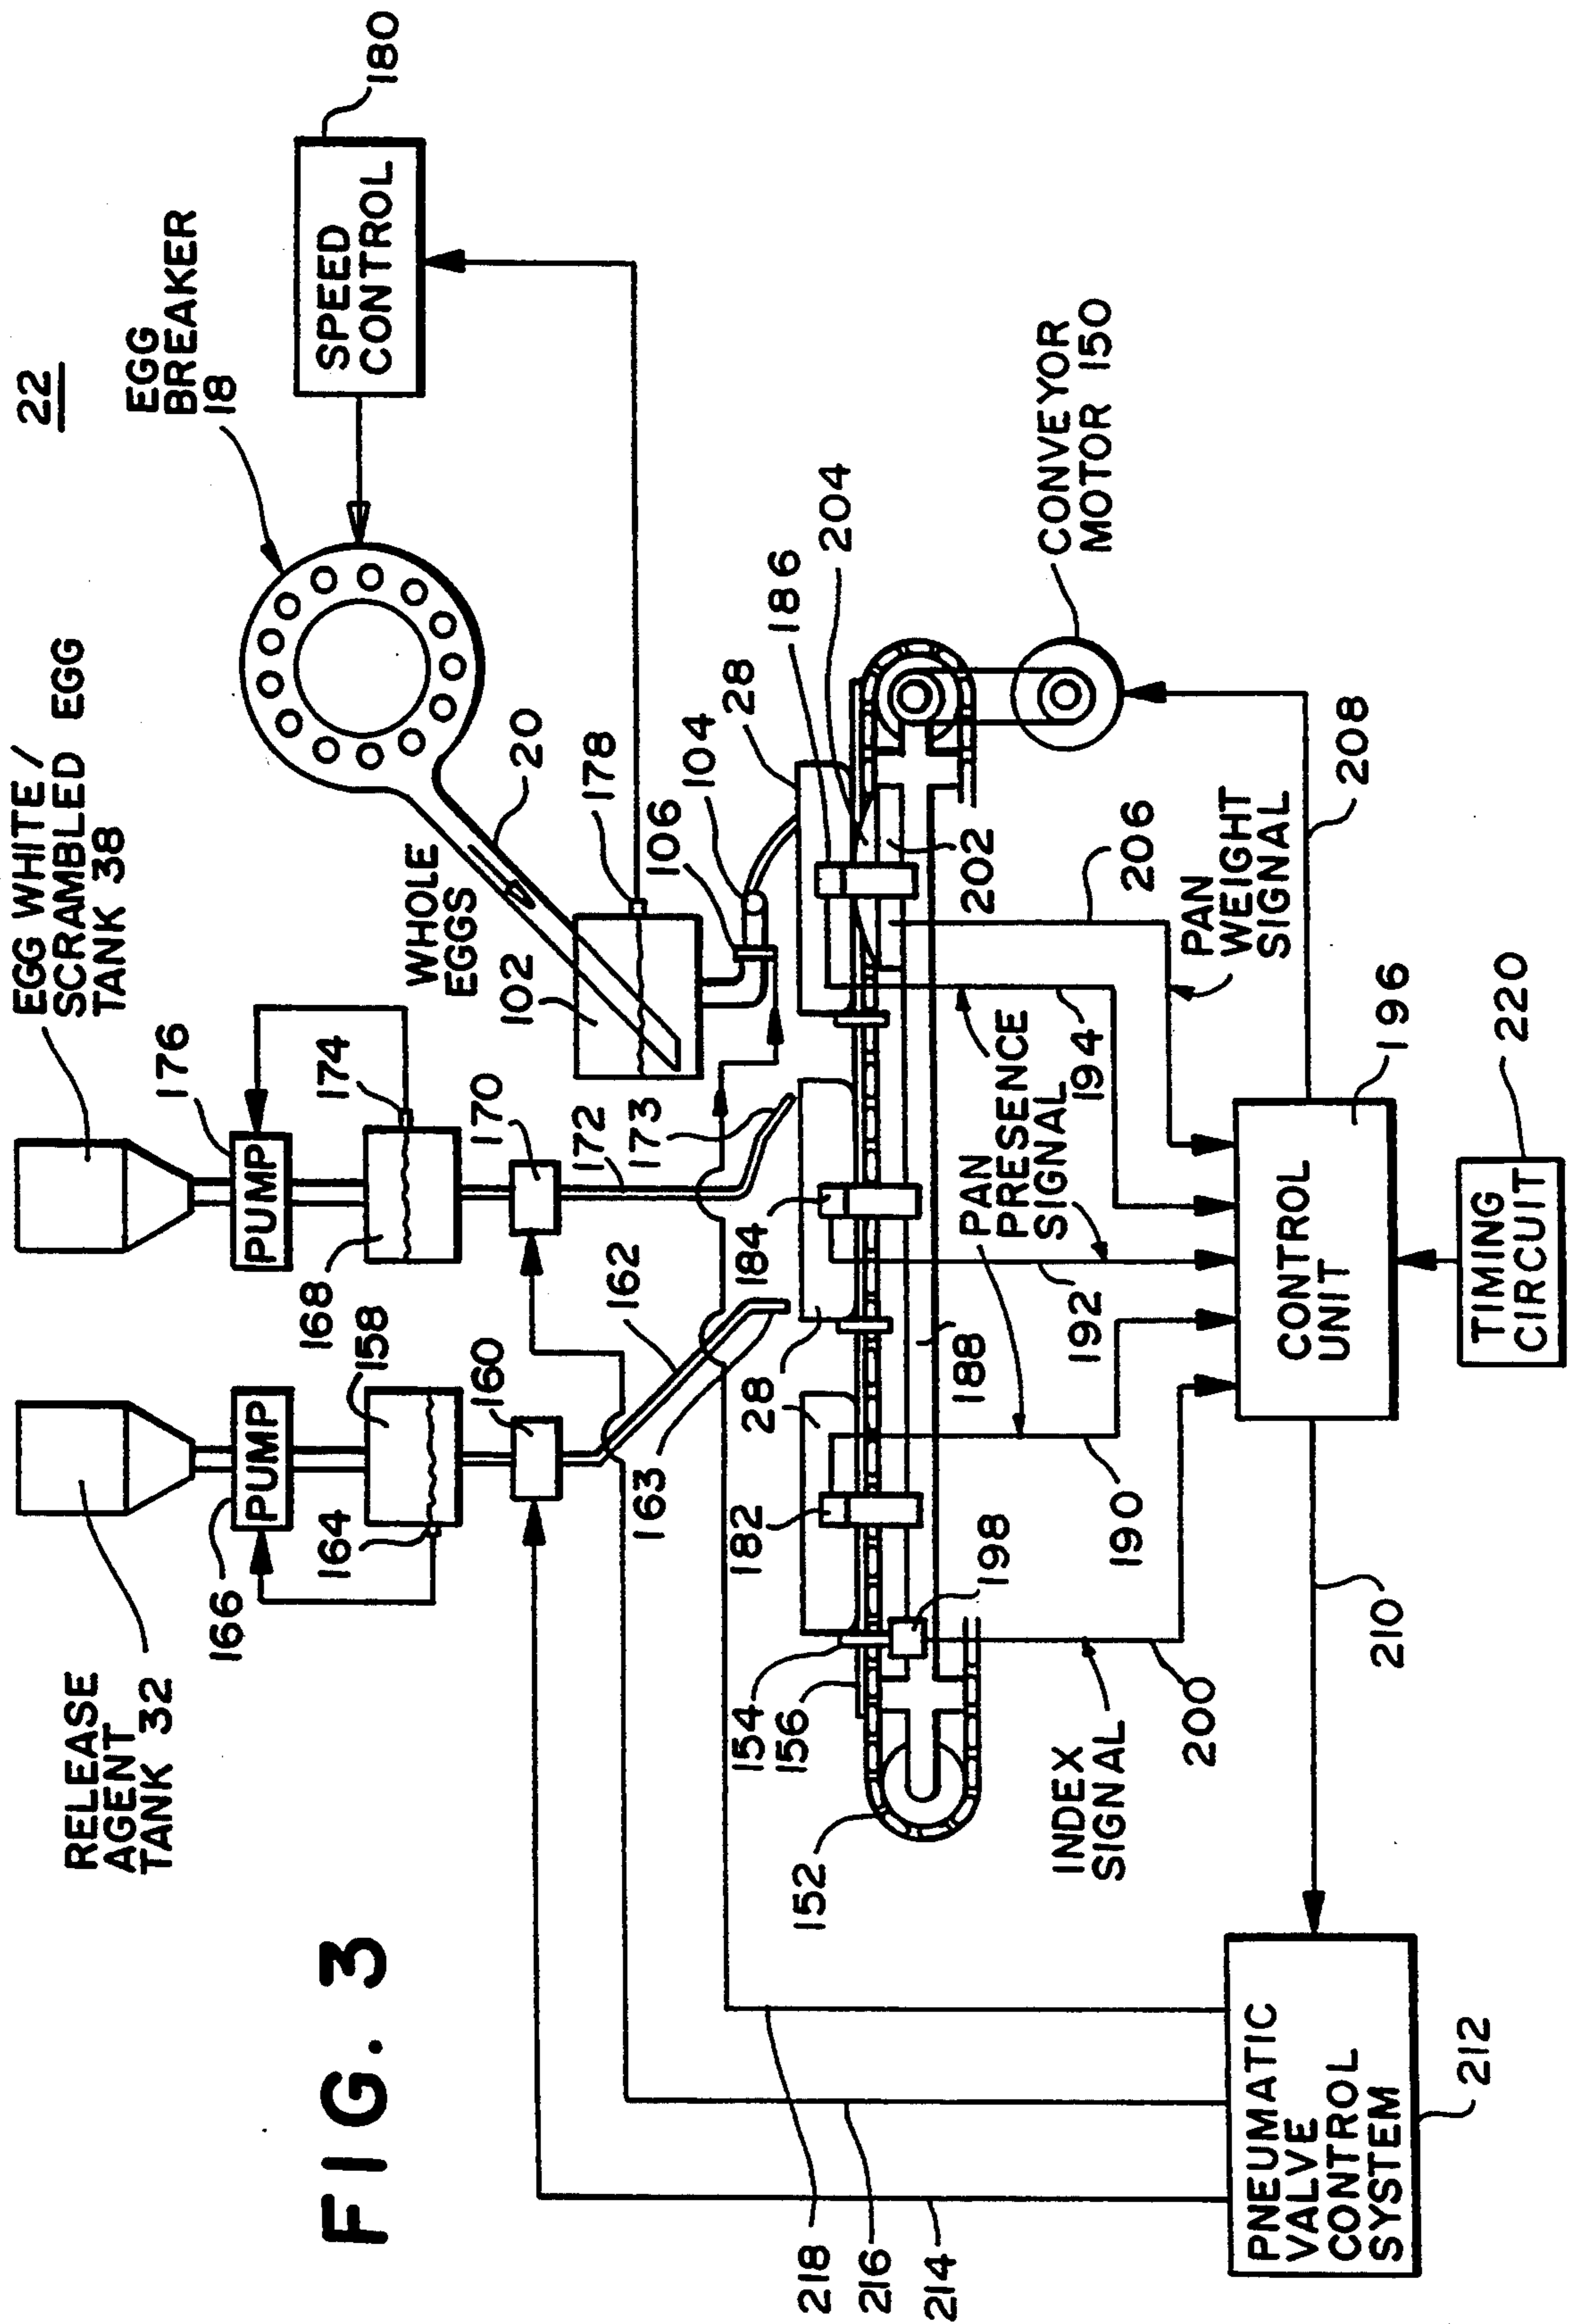 FIG. 3
22
RELEASE
AGENT
TANK 32
EGG WHITE /
SCRAMBLED EGG
TANK 38
EGG
BREAKER
18
180
SPEED
CONTROL
166
PUMP
176
PUMP
164
158
168
174
160
170
162
163
172
173
WHOLE
EGGS
20
102
178
106
104
28
186
204
CONVEYOR
MOTOR 150
154
156
152
182
28
184
198
188
202
INDEX
SIGNAL
200
190
PAN
PRESENCE
SIGNAL
192
194
206
PAN
WEIGHT
SIGNAL
208
218
216
214
PNEUMATIC
VALVE
CONTROL
SYSTEM
212
210
CONTROL
UNIT
196
TIMING
CIRCUIT
220